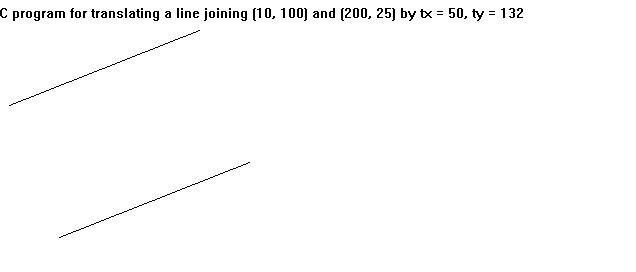 C program for translating a line joining (10, 100) and (200, 25) by tx = 50, ty = 132